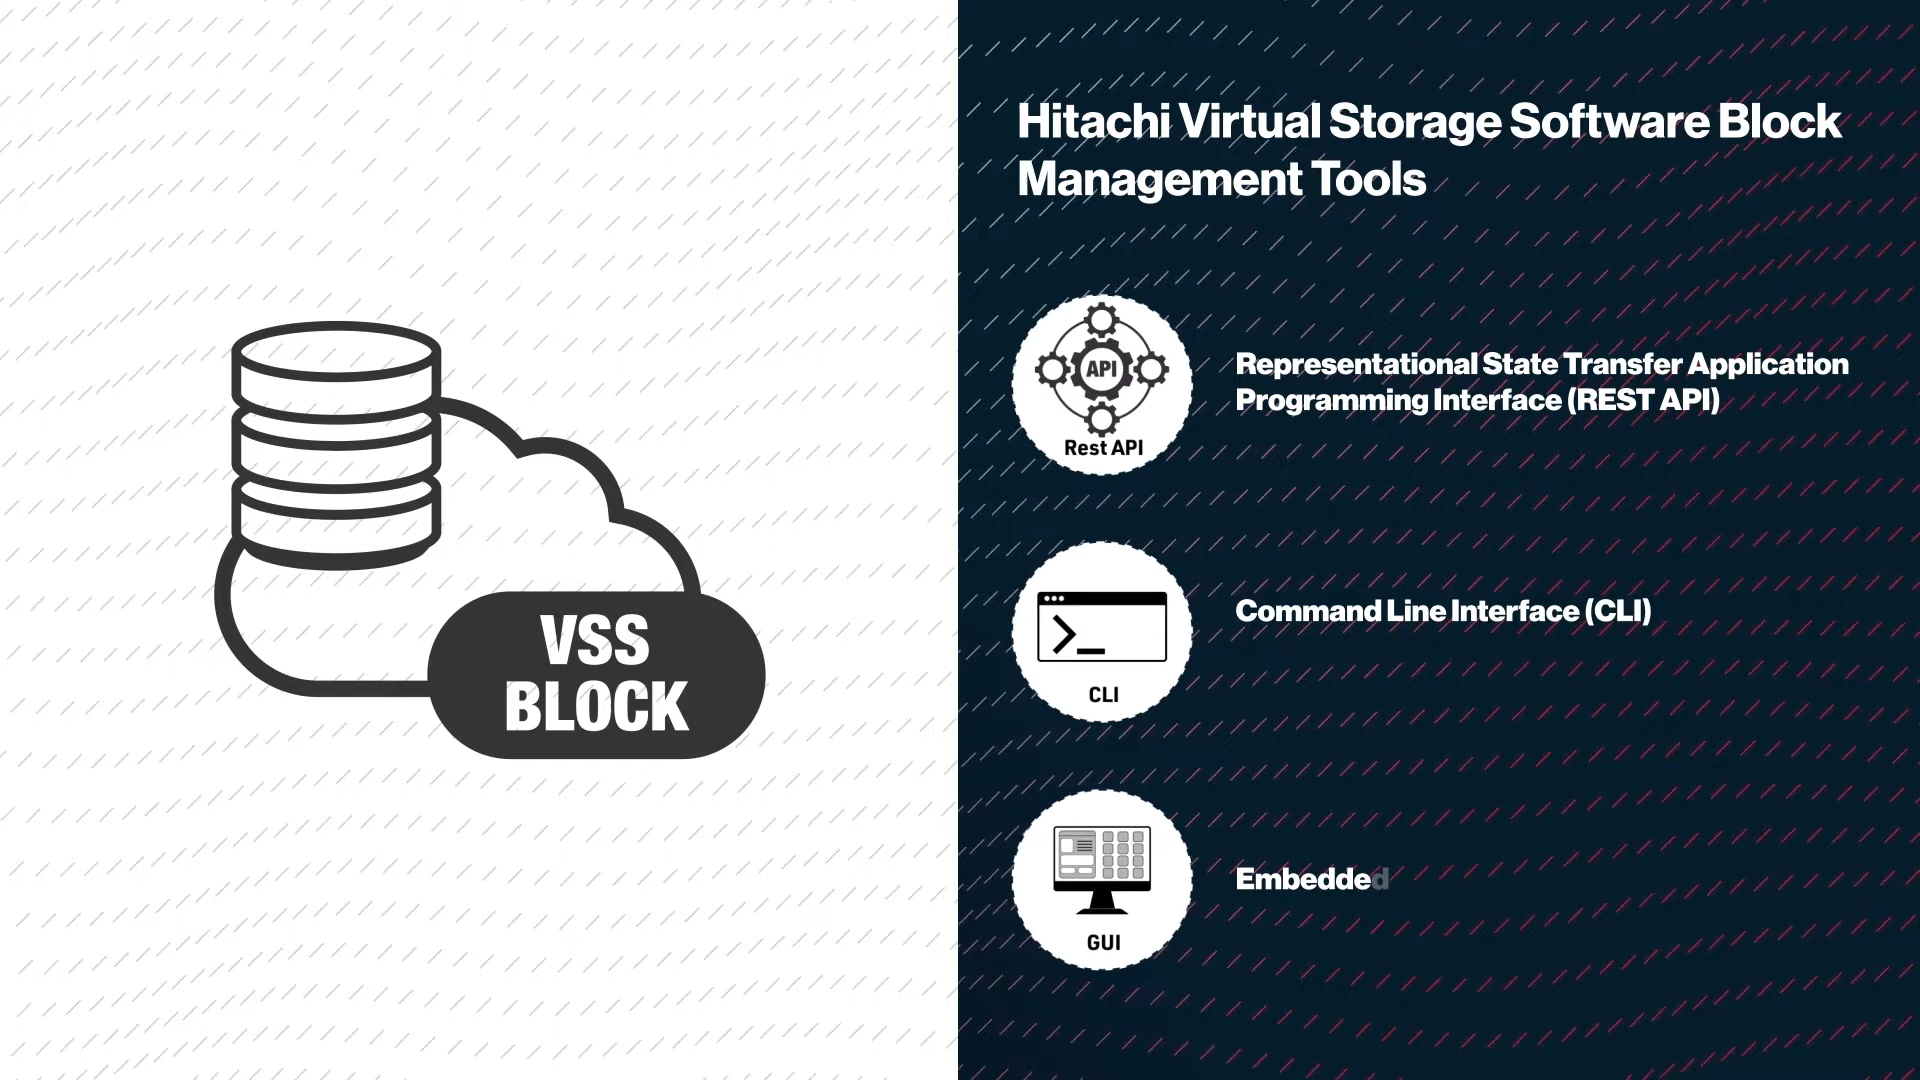 VSS
BLOCK
Hitachi Virtual Storage Software Block
Management Tools
API
Rest API
Representational State Transfer Application
Programming Interface (REST API)
>_
CLI
Command Line Interface (CLI)
GUI
Embedded